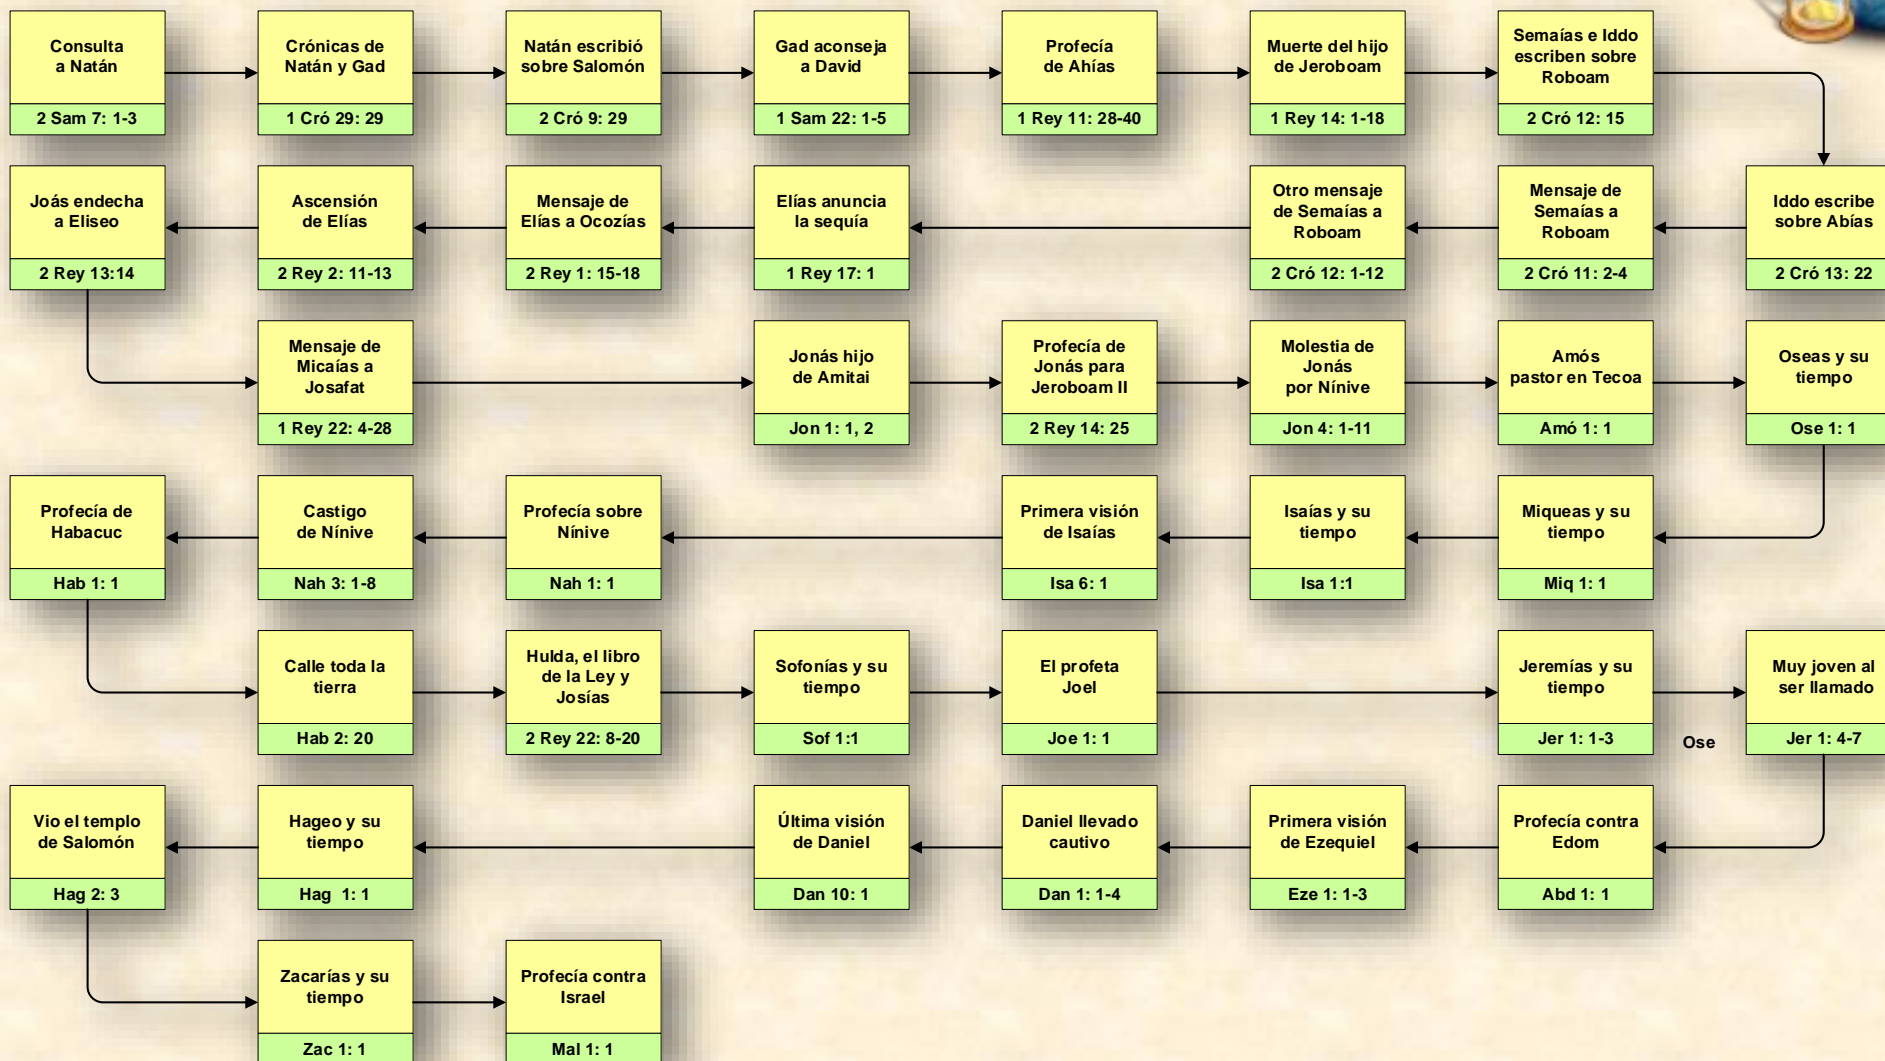 Consulta
a Natán
2 Sam 7: 1-3
Crónicas de
Natán y Gad
1 Cró 29: 29
Natán escribió
sobre Salomón
2 Cró 9: 29
Gad aconseja
a David
1 Sam 22: 1-5
Profecía
de Ahías
1 Rey 11: 28-40
Muerte del hijo
de Jeroboam
1 Rey 14: 1-18
Semaías e Iddo
escriben sobre
Roboam
2 Cró 12: 15
Iddo escribe
sobre Abías
2 Cró 13: 22
Mensaje de
Semaías a
Roboam
2 Cró 11: 2-4
Otro mensaje
de Semaías a
Roboam
2 Cró 12: 1-12
Elías anuncia
la sequía
1 Rey 17: 1
Mensaje de
Elías a Ocozías
2 Rey 1: 15-18
Ascensión
de Elías
2 Rey 2: 11-13
Joás endecha
a Eliseo
2 Rey 13:14
Mensaje de
Micaías a
Josafat
1 Rey 22: 4-28
Jonás hijo
de Amitai
Jon 1: 1, 2
Profecía de
Jonás para
Jeroboam II
2 Rey 14: 25
Molestia de
Jonás
por Nínive
Jon 4: 1-11
Amós
pastor en Tecoa
Amó 1: 1
Oseas y su
tiempo
Ose 1: 1
Miqueas y su
tiempo
Miq 1: 1
Isaías y su
tiempo
Isa 1:1
Primera visión
de Isaías
Isa 6: 1
Profecía sobre
Nínive
Nah 1: 1
Castigo
de Nínive
Nah 3: 1-8
Profecía de
Habacuc
Hab 1: 1
Calle toda la
tierra
Hab 2: 20
Hulda, el libro
de la Ley y
Josías
2 Rey 22: 8-20
Sofonías y su
tiempo
Sof 1:1
El profeta
Joel
Joe 1: 1
Jeremías y su
tiempo
Jer 1: 1-3
Ose
Muy joven al
ser llamado
Jer 1: 4-7
Profecía contra
Edom
Abd 1: 1
Primera visión
de Ezequiel
Eze 1: 1-3
Daniel llevado
cautivo
Dan 1: 1-4
Última visión
de Daniel
Dan 10: 1
Hageo y su
tiempo
Hag 1: 1
Vio el templo
de Salomón
Hag 2: 3
Zacarías y su
tiempo
Zac 1: 1
Profecía contra
Israel
Mal 1: 1